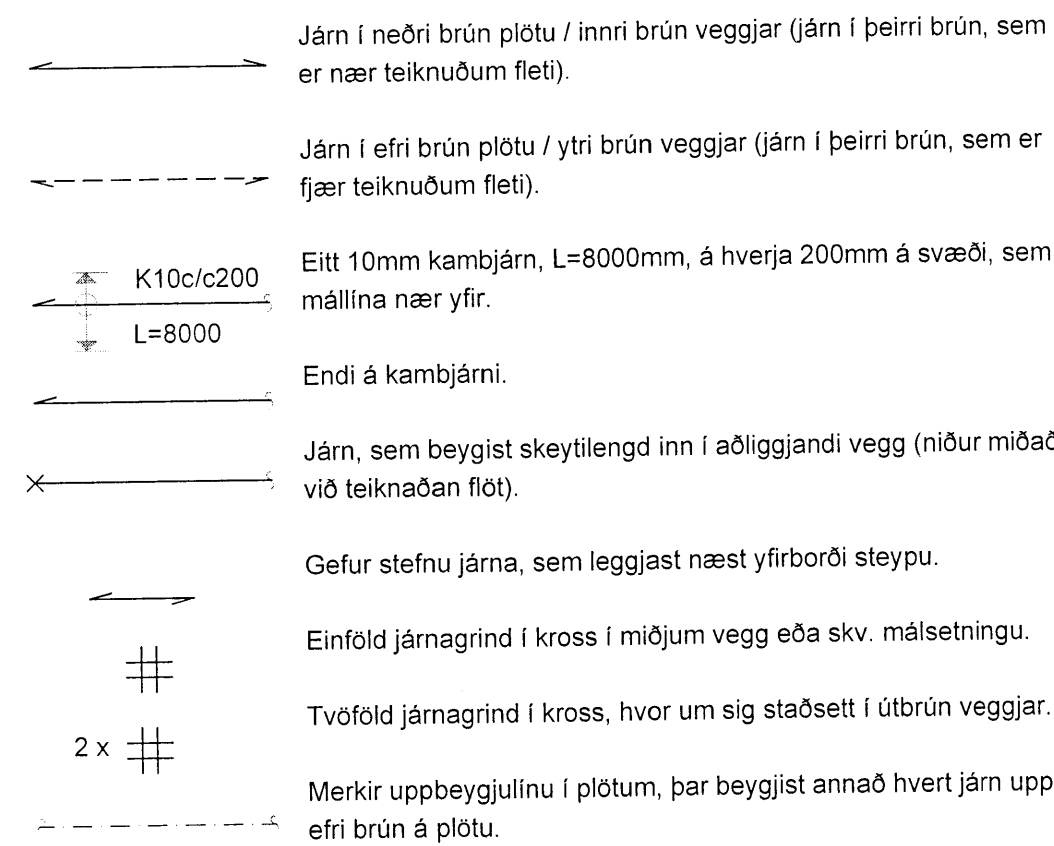 Járn í neðri brún plötu / innri brún veggjar (járn í þeirri brún, sem
er nær teiknuðum fleti).
Járn í efri brún plötu / ytri brún veggjar (járn í þeirri brún, sem er
fjær teiknuðum fleti).
K10c/c200
L=8000
Eitt 10mm kambjárn, L=8000mm, á hverja 200mm á svæði, sem
mállína nær yfir.
Endi á kambjárni.
Járn, sem beygist skeytilengd inn í aðliggjandi vegg (niður miðað
við teiknaðan flöt).
Gefur stefnu járna, sem leggjast næst yfirborði steypu.
Einföld járnagrind í kross í miðjum vegg eða skv. málsetningu.
2 x
Tvöföld járnagrind í kross, hvor um sig staðsett í útbrún veggjar.
Merkir uppbeygjulínu í plötum, þar beygjist annað hvert járn upp
efri brún á plötu.